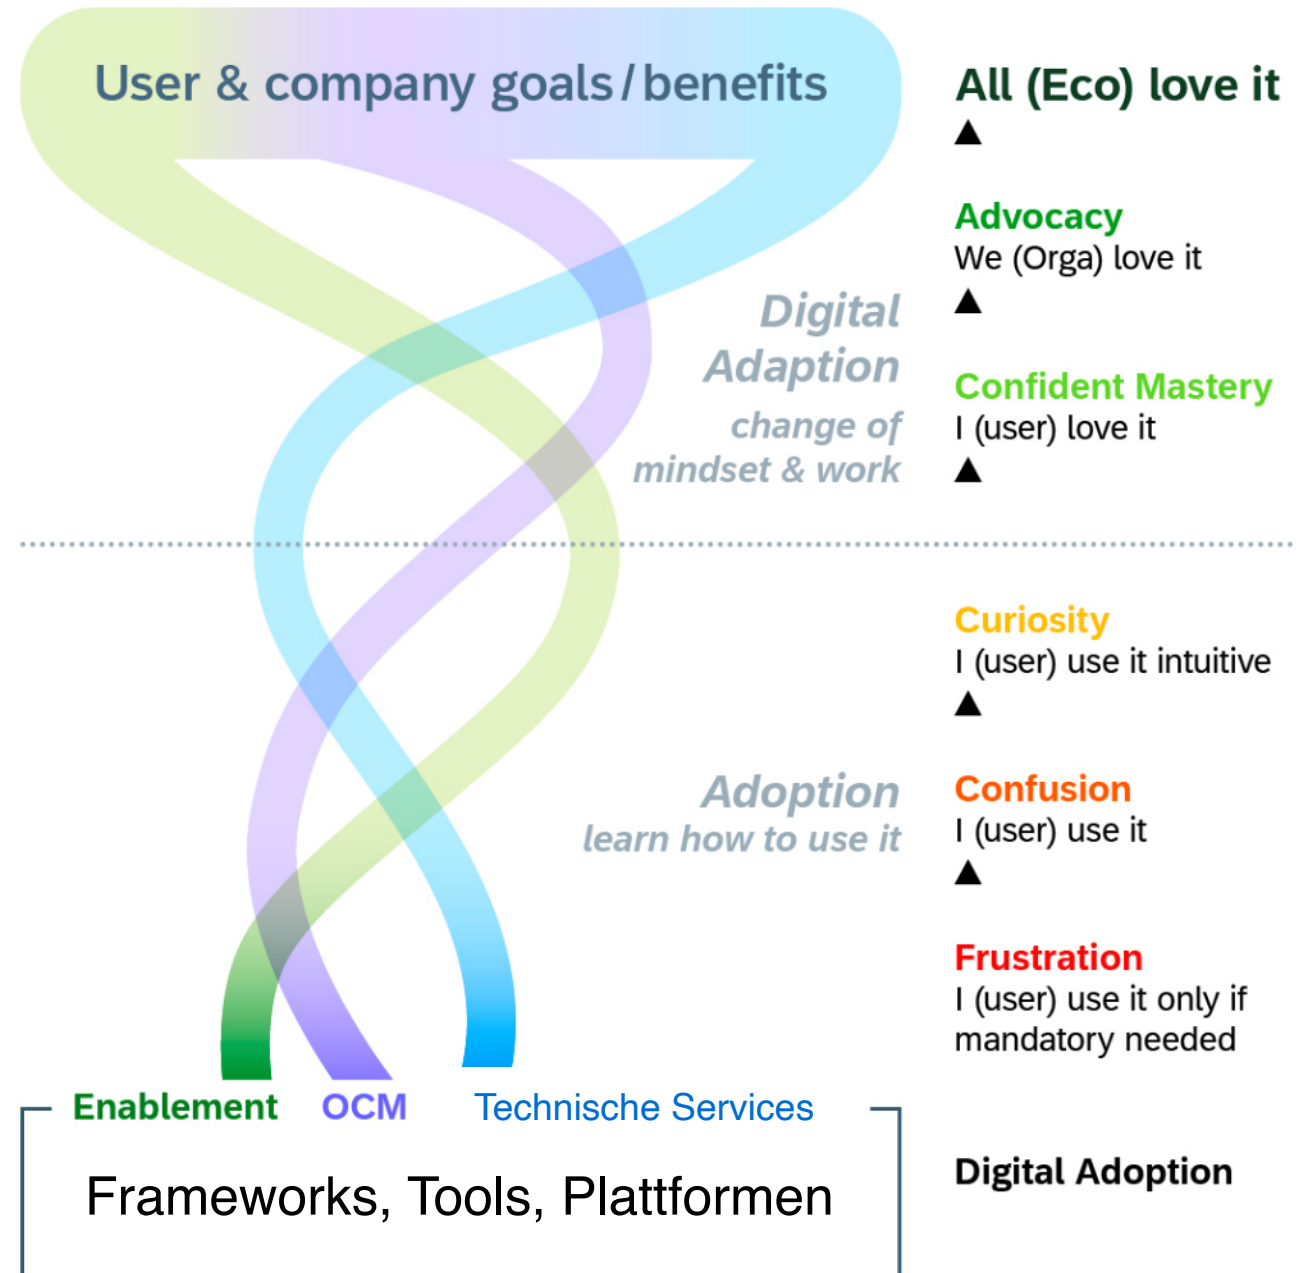 User & company goals / benefits
All (Eco) love it
▲
Advocacy
We (Orga) love it
▲
Digital
Adaption
change of
mindset & work
Confident Mastery
I (user) love it
▲
Curiosity
I (user) use it intuitive
▲
Adoption
learn how to use it
Confusion
I (user) use it
▲
Frustration
I (user) use it only if
mandatory needed
Enablement
OCM
Technische Services
Frameworks, Tools, Plattformen
Digital Adoption